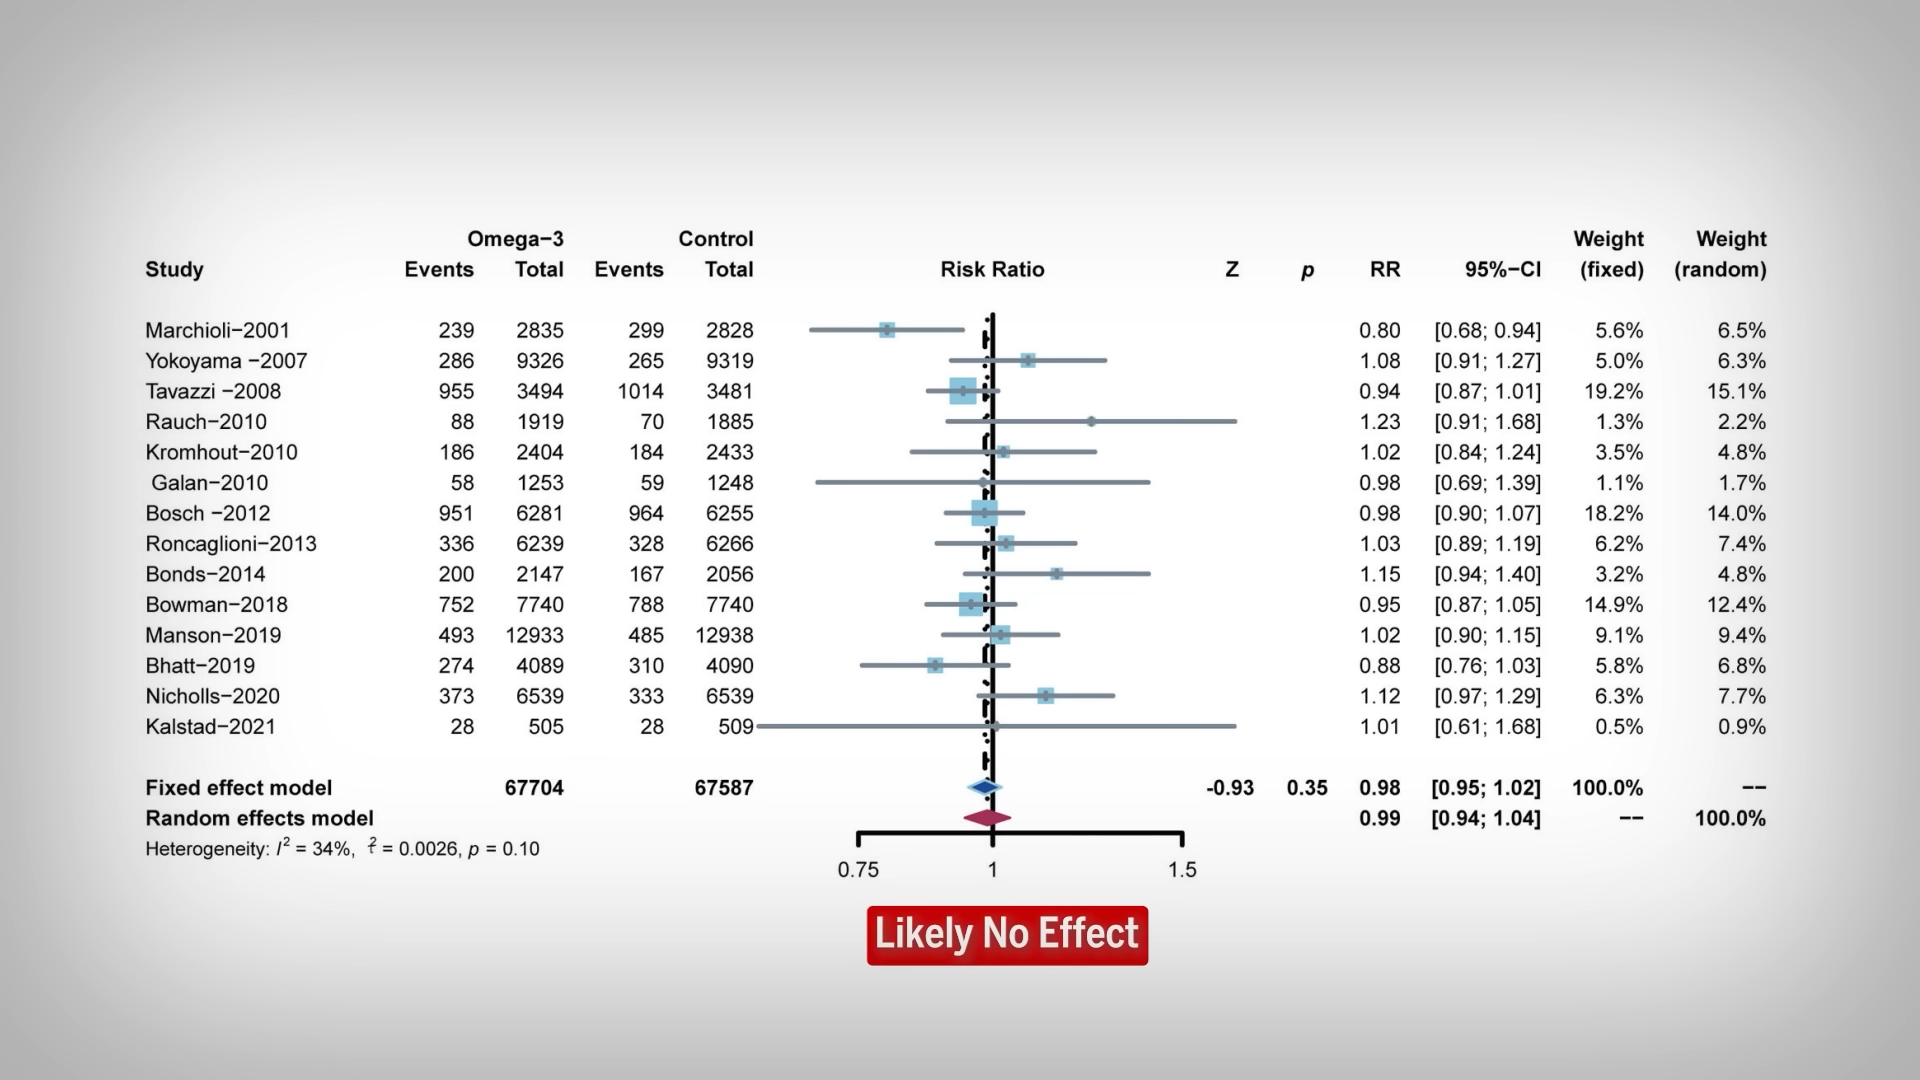 Omega−3 Control Weight Weight
Study Events Total Events Total Risk Ratio Z p RR 95%−CI (fixed) (random)
Marchioli−2001 239 2835 299 2828 0.80 [0.68; 0.94] 5.6% 6.5%
Yokoyama −2007 286 9326 265 9319 1.08 [0.91; 1.27] 5.0% 6.3%
Tavazzi −2008 955 3494 1014 3481 0.94 [0.87; 1.01] 19.2% 15.1%
Rauch−2010 88 1919 70 1885 1.23 [0.91; 1.68] 1.3% 2.2%
Kromhout−2010 186 2404 184 2433 1.02 [0.84; 1.24] 3.5% 4.8%
Galan−2010 58 1253 59 1248 0.98 [0.69; 1.39] 1.1% 1.7%
Bosch −2012 951 6281 964 6255 0.98 [0.90; 1.07] 18.2% 14.0%
Roncaglioni−2013 336 6239 328 6266 1.03 [0.89; 1.19] 6.2% 7.4%
Bonds−2014 200 2147 167 2056 1.15 [0.94; 1.40] 3.2% 4.8%
Bowman−2018 752 7740 788 7740 0.95 [0.87; 1.05] 14.9% 12.4%
Manson−2019 493 12933 485 12938 1.02 [0.90; 1.15] 9.1% 9.4%
Bhatt−2019 274 4089 310 4090 0.88 [0.76; 1.03] 5.8% 6.8%
Nicholls−2020 373 6539 333 6539 1.12 [0.97; 1.29] 6.3% 7.7%
Kalstad−2021 28 505 28 509 1.01 [0.61; 1.68] 0.5% 0.9%
Fixed effect model 67704 67587 -0.93 0.35 0.98 [0.95; 1.02] 100.0% −−
Random effects model 0.99 [0.94; 1.04] −− 100.0%
Heterogeneity: I² = 34%, τ² = 0.0026, p = 0.10
0.75 1 1.5
Likely No Effect